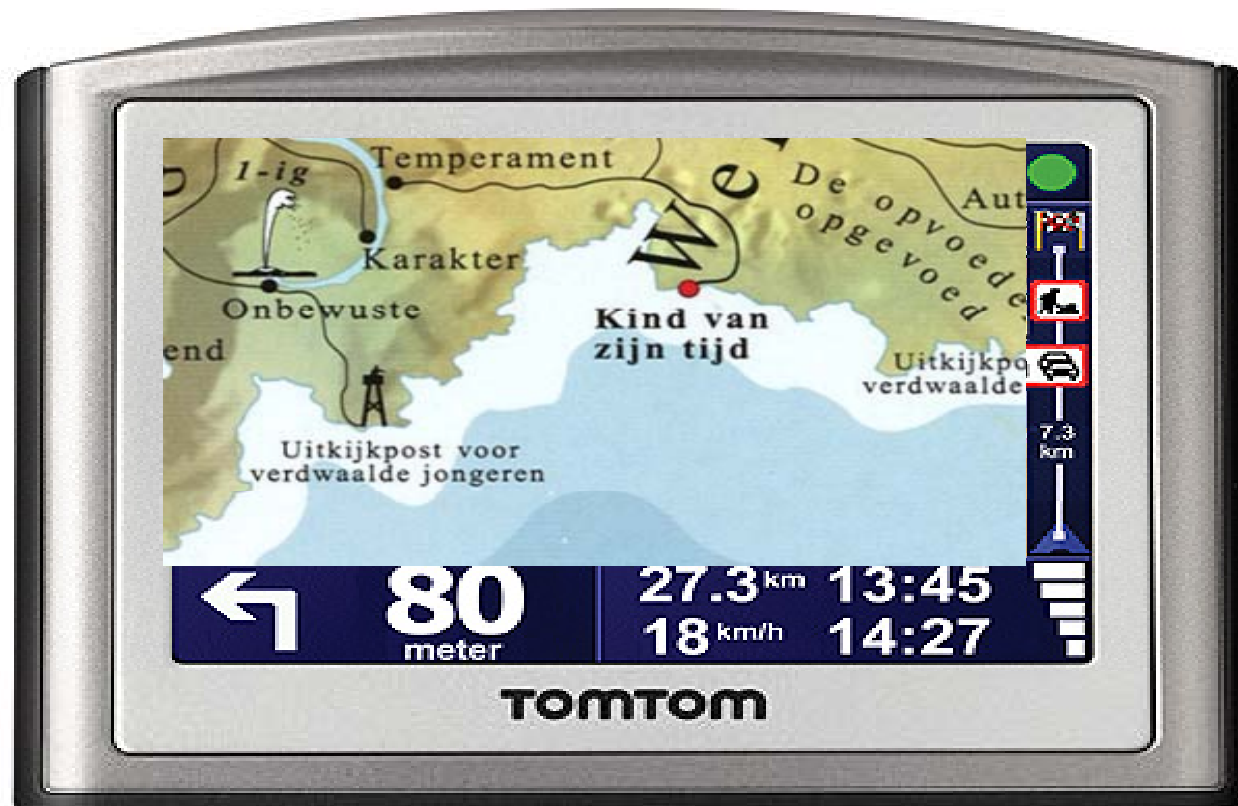 1-ig
Temperament
De opvoede
opgevoed
We
Aut
Karakter
Onbewuste
Kind van
zijn tijd
end
Uitkijkpo
verdwaalde
Uitkijkpost voor
verdwaalde jongeren
7.3
km
80
meter
27.3 km 13:45
18 km/h 14:27
TOMTOM